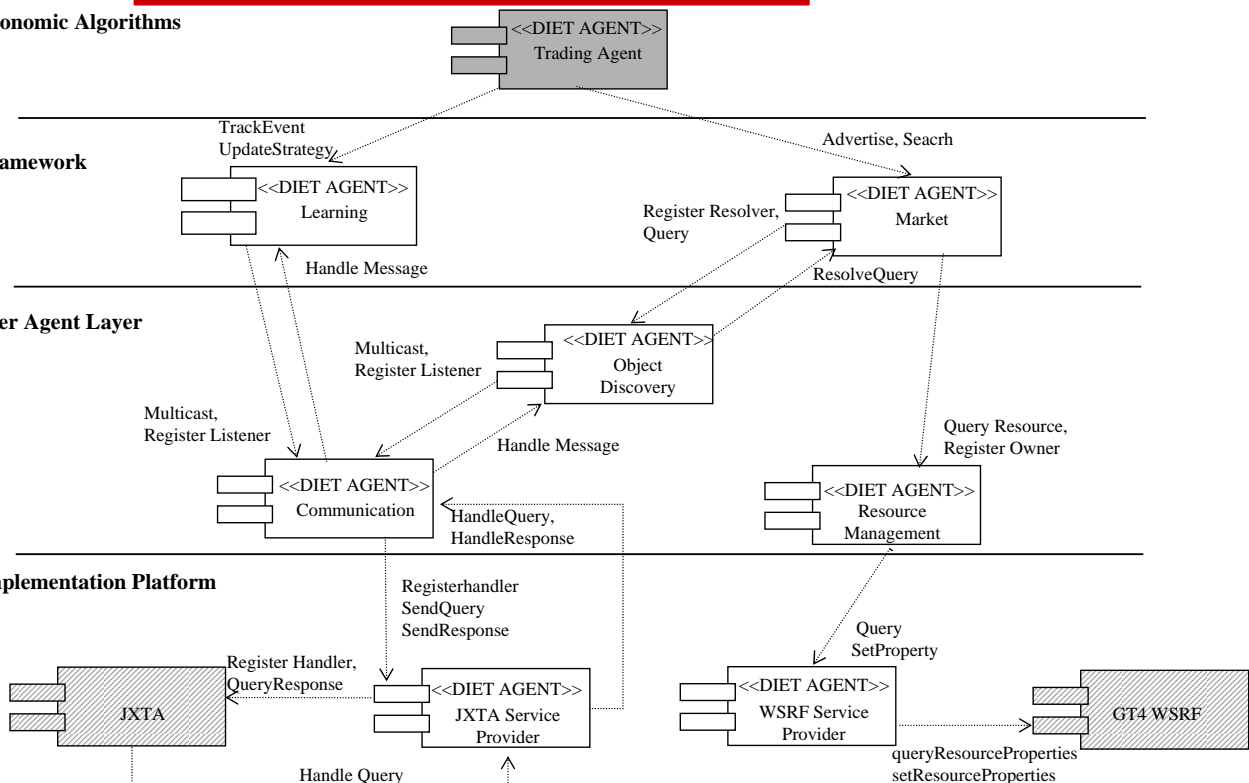 onomic Algorithms
<<DIET AGENT>>
Trading Agent
TrackEvent
UpdateStrategy
Advertise, Seacrh
amework
<<DIET AGENT>>
Learning
<<DIET AGENT>>
Market
Register Resolver,
Query
Handle Message
ResolveQuery
er Agent Layer
<<DIET AGENT>>
Object
Discovery
Multicast,
Register Listener
Multicast,
Register Listener
Handle Message
Query Resource,
Register Owner
<<DIET AGENT>>
Communication
<<DIET AGENT>>
Resource
Management
HandleQuery,
HandleResponse
mplementation Platform
Registerhandler
SendQuery
SendResponse
Query
SetProperty
Register Handler,
QueryResponse
JXTA
<<DIET AGENT>>
JXTA Service
Provider
<<DIET AGENT>>
WSRF Service
Provider
GT4 WSRF
queryResourceProperties
setResourceProperties
Handle Query